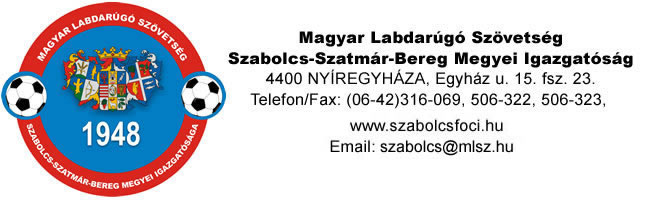 MAGYAR LABDARÚGÓ SZÖVETSÉG
1948
SZABOLCS-SZATMÁR-BEREG MEGYEI IGAZGATÓSÁGA
Magyar Labdarúgó Szövetség
Szabolcs-Szatmár-Bereg Megyei Igazgatóság
4400 NYÍREGYHÁZA, Egyház u. 15. fsz. 23.
Telefon/Fax: (06-42)316-069, 506-322, 506-323,
www.szabolcsfoci.hu
Email: szabolcs@mlsz.hu